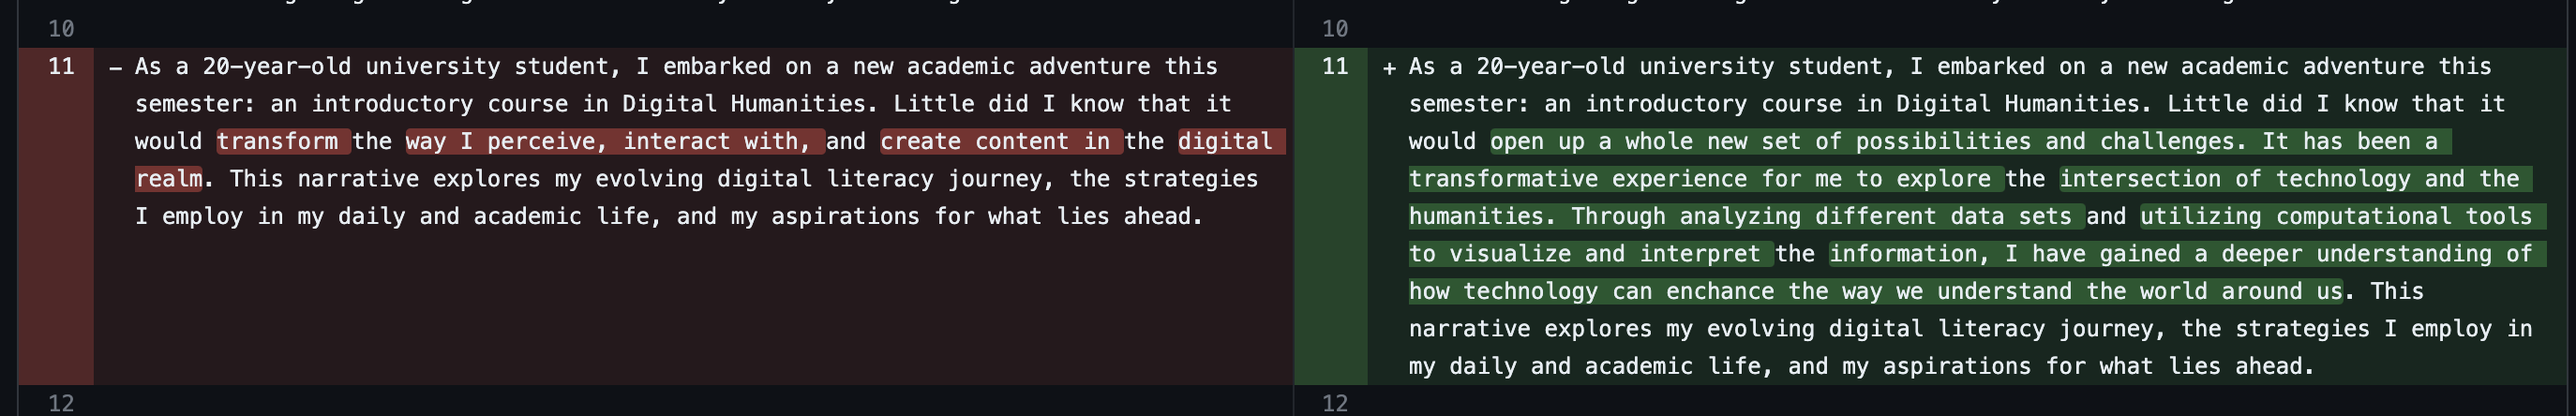 10
11 - As a 20-year-old university student, I embarked on a new academic adventure this
semester: an introductory course in Digital Humanities. Little did I know that it
would transform the way I perceive, interact with, and create content in the digital
realm. This narrative explores my evolving digital literacy journey, the strategies
I employ in my daily and academic life, and my aspirations for what lies ahead.
12
10
11 + As a 20-year-old university student, I embarked on a new academic adventure this
semester: an introductory course in Digital Humanities. Little did I know that it
would open up a whole new set of possibilities and challenges. It has been a
transformative experience for me to explore the intersection of technology and the
humanities. Through analyzing different data sets and utilizing computational tools
to visualize and interpret the information, I have gained a deeper understanding of
how technology can enchance the way we understand the world around us. This
narrative explores my evolving digital literacy journey, the strategies I employ in
my daily and academic life, and my aspirations for what lies ahead.
12